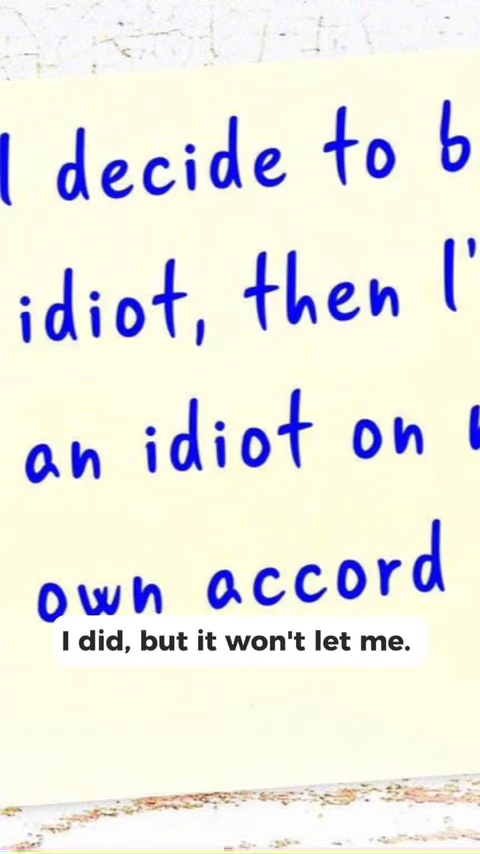 I decide to b
idiot, then I'
an idiot on
own accord
I did, but it won't let me.